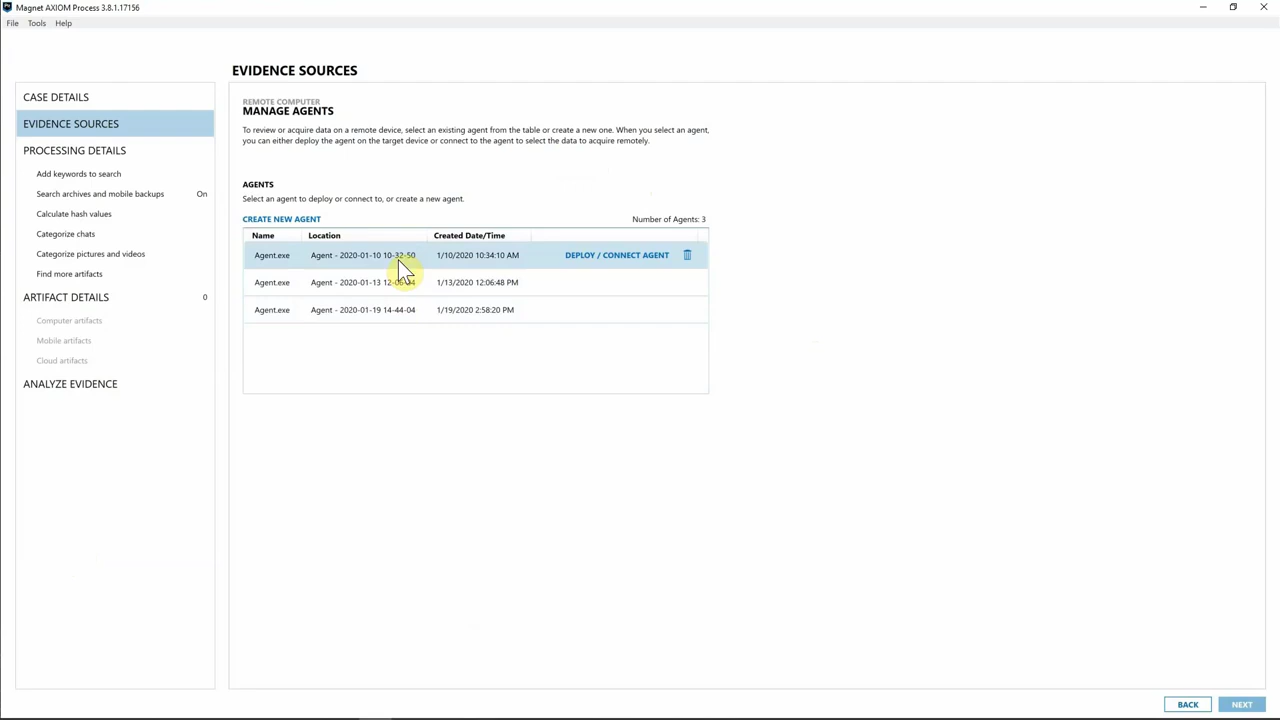 Magnet AXIOM Process 3.8.1.17156
File Tools Help
EVIDENCE SOURCES
CASE DETAILS
EVIDENCE SOURCES
PROCESSING DETAILS
Add keywords to search
Search archives and mobile backups On
Calculate hash values
Categorize chats
Categorize pictures and videos
Find more artifacts
ARTIFACT DETAILS 0
Computer artifacts
Mobile artifacts
Cloud artifacts
ANALYZE EVIDENCE
REMOTE COMPUTER
MANAGE AGENTS
To review or acquire data on a remote device, select an existing agent from the table or create a new one. When you select an agent,
you can either deploy the agent on the target device or connect to the agent to select the data to acquire remotely.
AGENTS
Select an agent to deploy or connect to, or create a new agent.
CREATE NEW AGENT Number of Agents: 3
Name Location Created Date/Time
Agent.exe Agent - 2020-01-10 10-32-50 1/10/2020 10:34:10 AM DEPLOY / CONNECT AGENT
Agent.exe Agent - 2020-01-13 1/13/2020 12:06:48 PM
Agent.exe Agent - 2020-01-19 14-44-04 1/19/2020 2:58:20 PM
BACK NEXT